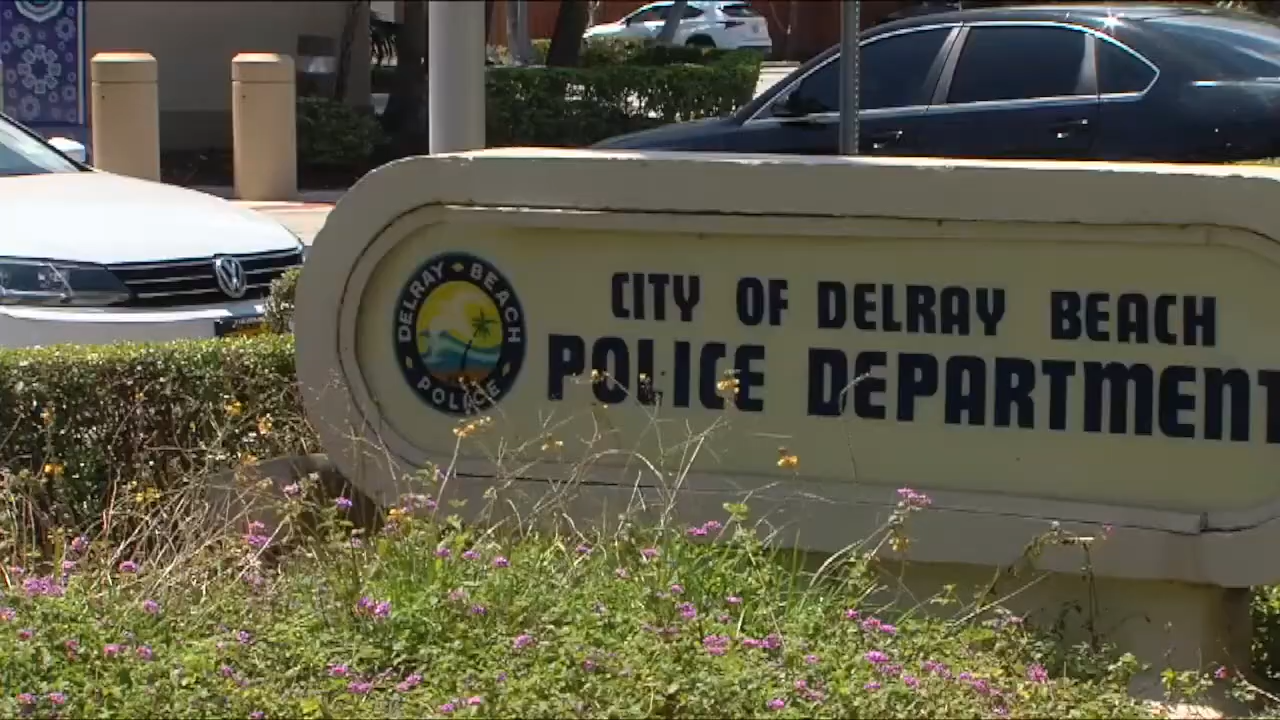 DELRAY BEACH
POLICE
CITY OF DELRAY BEACH
POLICE DEPARTMENT